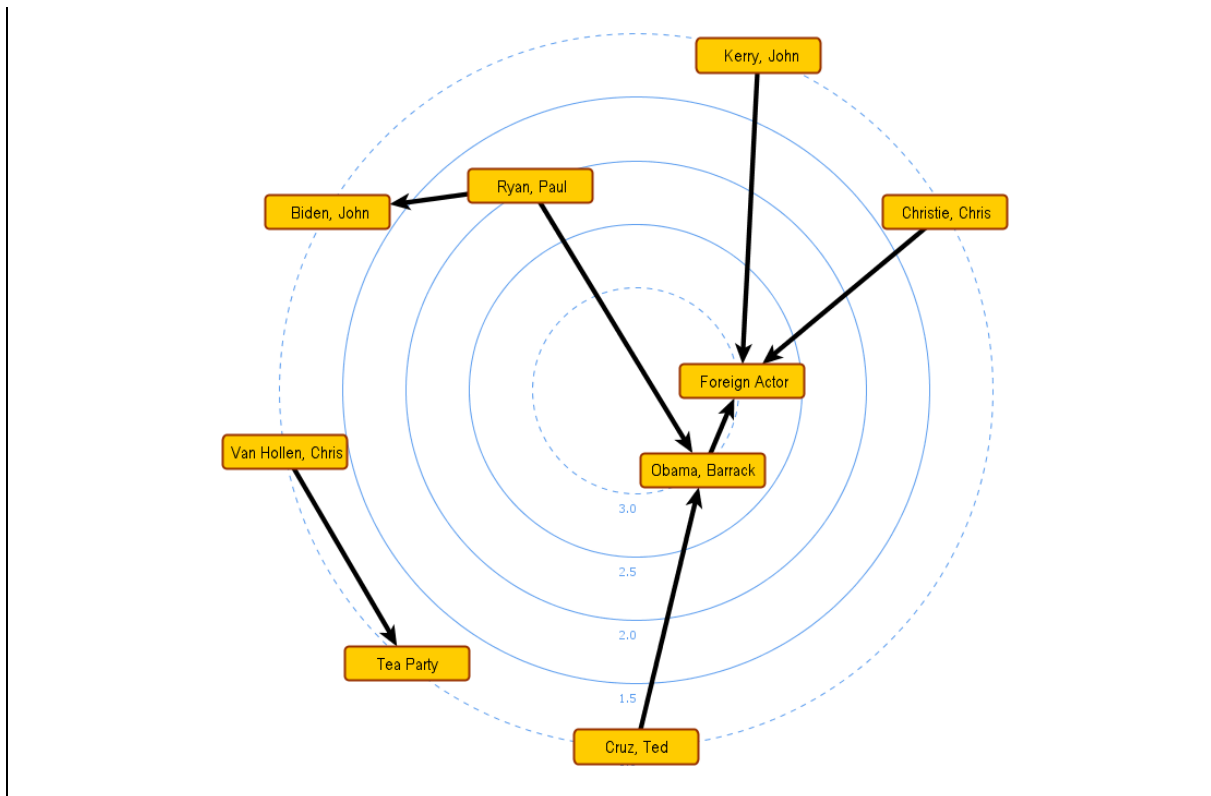 Kerry, John
Ryan, Paul
Biden, John
Christie, Chris
Foreign Actor
Van Hollen, Chris
Obama, Barrack
3.0
2.5
2.0
Tea Party
1.5
Cruz, Ted